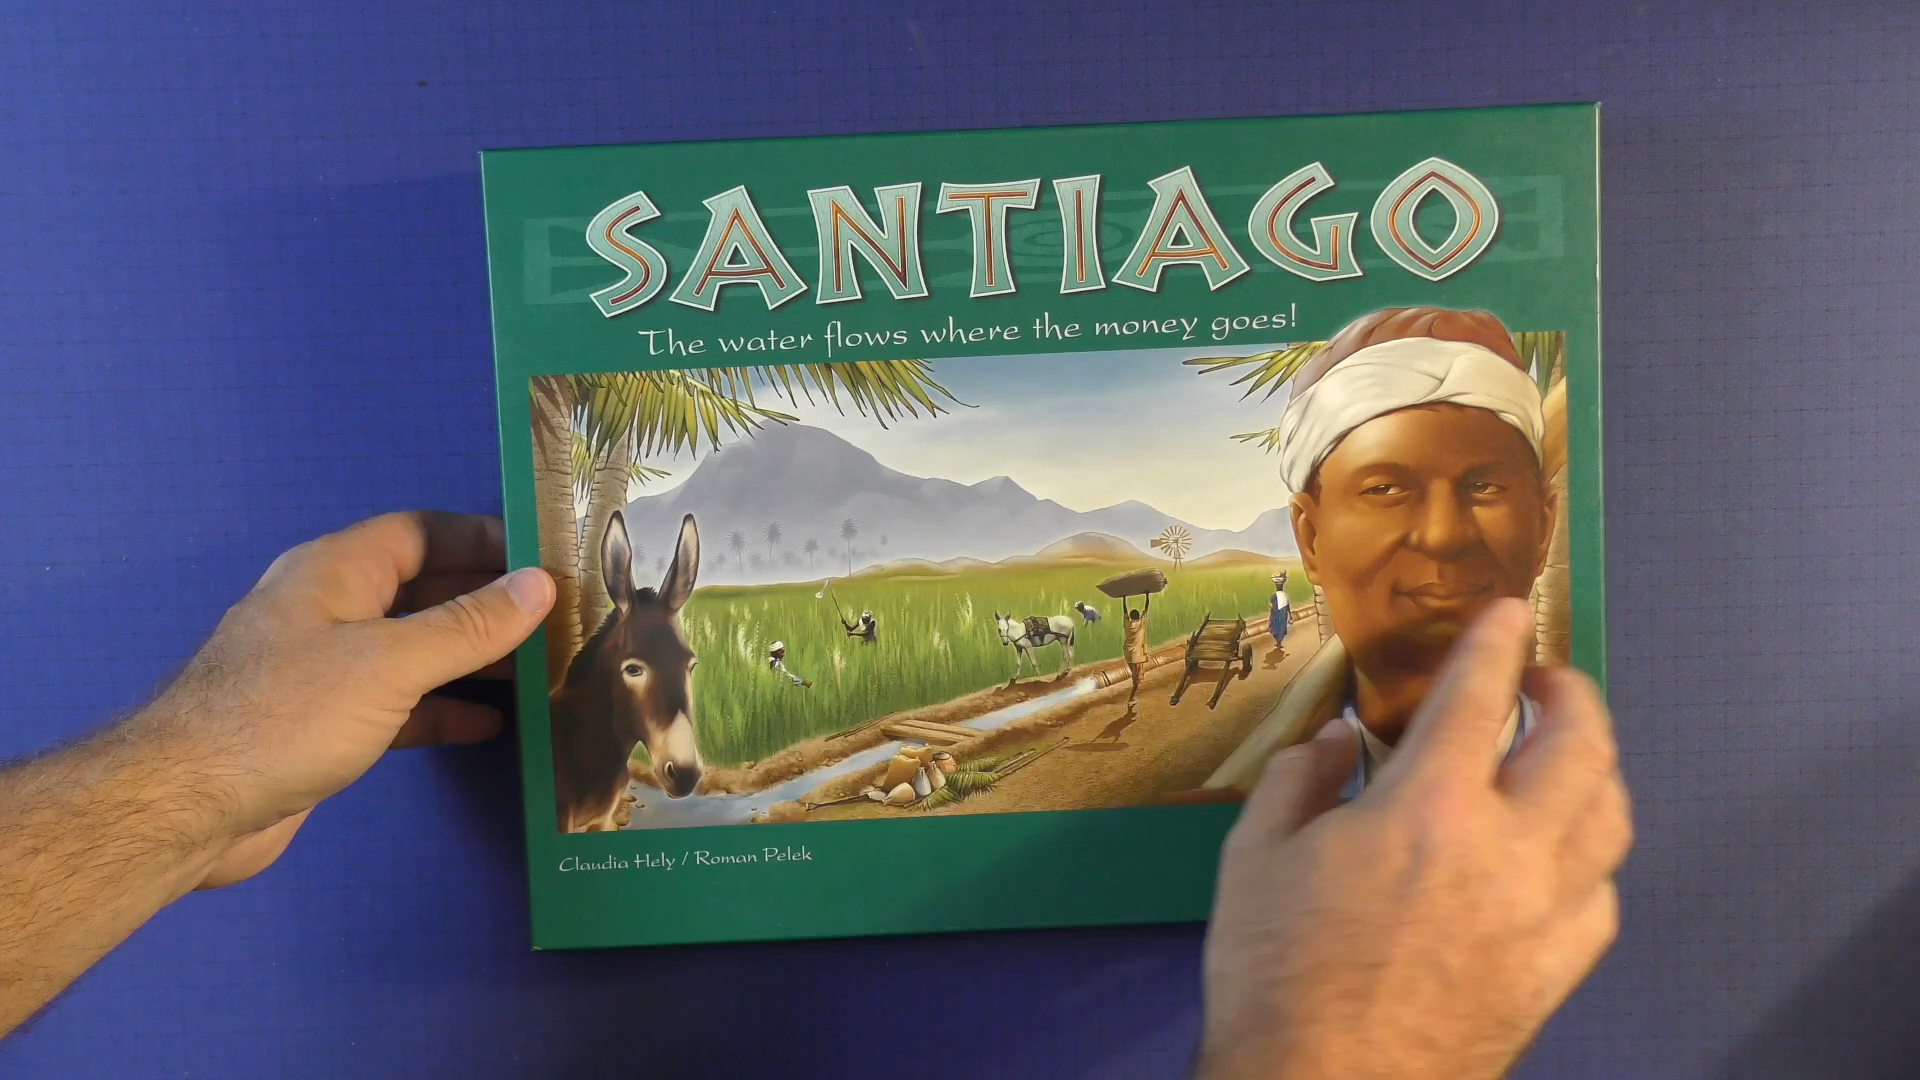 SANTIAGO
The water flows where the money goes!
Claudia Hely / Roman Pelek